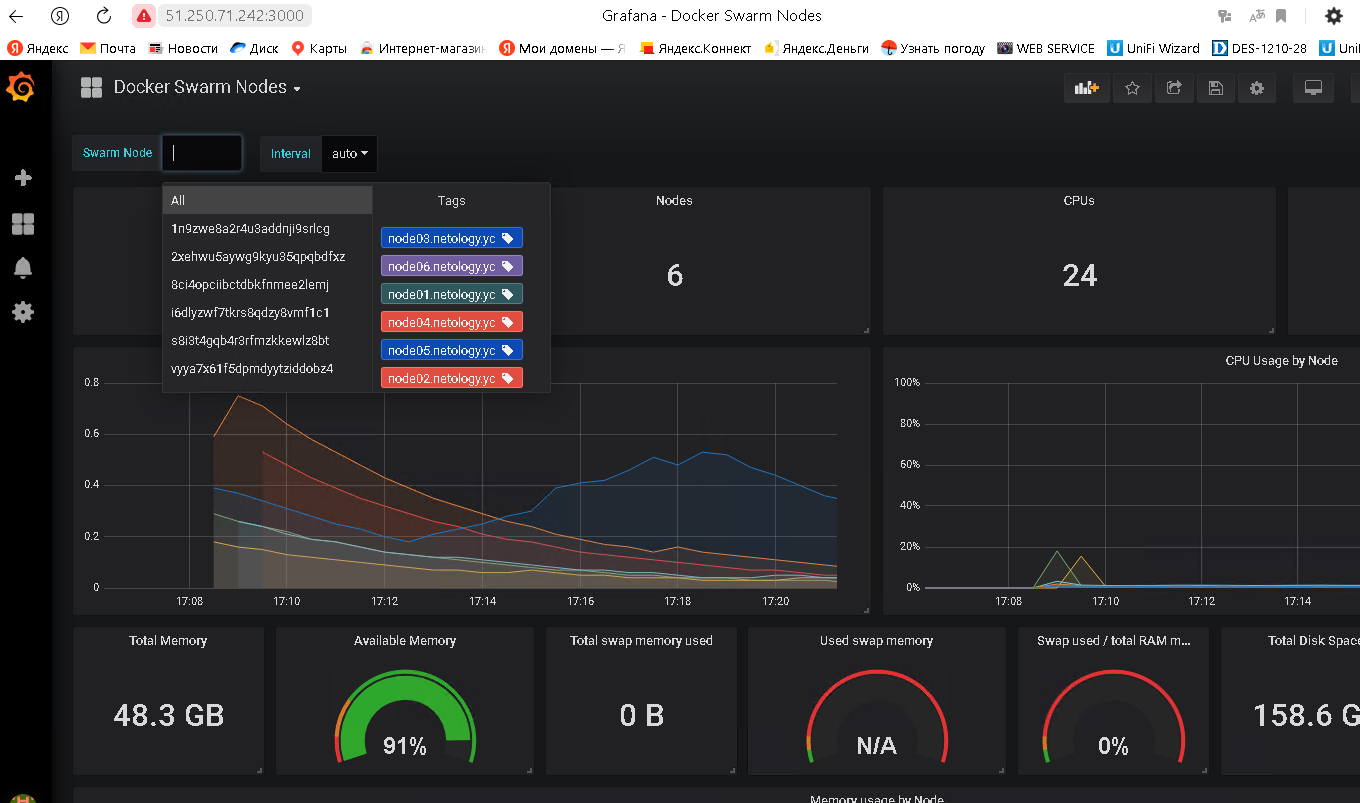 51.250.71.242:3000
Grafana - Docker Swarm Nodes
Яндекс Почта Новости Диск Карты Интернет-магазин Мои домены — Я Яндекс.Коннект Яндекс.Деньги Узнать погоду WEB SERVICE UniFi Wizard DES-1210-28 Uni
Docker Swarm Nodes
Swarm Node Interval auto
All Tags
1n9zwe8a2r4u3addnji9srlcg
2xehwu5aywg9kyu35qpqbdfxz
8ci4opciibctdbkfnmee2lemj
i6dlyzwf7tkrs8qdzy8vmf1c1
s8i3t4gqb4r3rfmzkkewlz8bt
vyya7x61f5dpmdyytziddobz4
node03.netology.yc
node06.netology.yc
node01.netology.yc
node04.netology.yc
node05.netology.yc
node02.netology.yc
Nodes
6
CPUs
24
0.8
0.6
0.4
0.2
0
17:08 17:10 17:12 17:14 17:16 17:18 17:20
CPU Usage by Node
100%
80%
60%
40%
20%
0%
17:08 17:10 17:12 17:14
Total Memory
48.3 GB
Available Memory
91%
Total swap memory used
0 B
Used swap memory
N/A
Swap used / total RAM m...
0%
Total Disk Space
158.6 G
Memory usage by Node